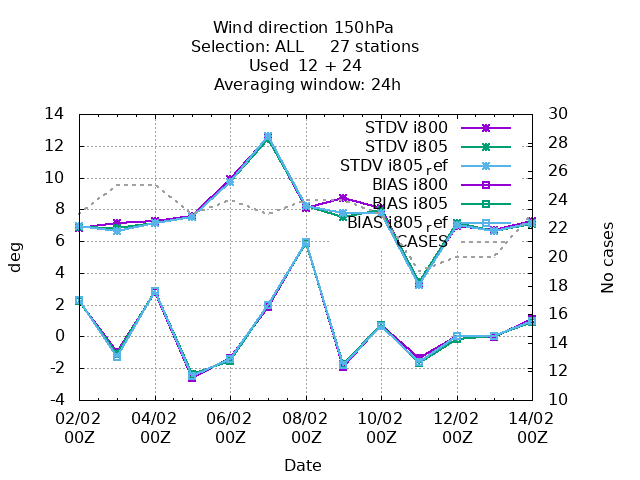 Wind direction 150hPa
Selection: ALL 27 stations
Used 12 + 24
Averaging window: 24h
14 30
12 28
10 26
8 24
6 22
4 20
2 18
0 16
-2 14
-4 12
10
STDV i800
STDV i805
STDV i805ref
BIAS i800
BIAS i805
BIAS i805ref
CASES
deg
No cases
02/02 04/02 06/02 08/02 10/02 12/02 14/02
00Z 00Z 00Z 00Z 00Z 00Z 00Z
Date